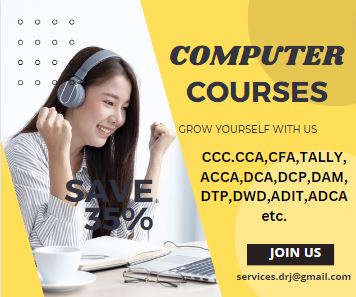 COMPUTER
COURSES
GROW YOURSELF WITH US
CCC.CCA,CFA,TALLY,
ACCA,DCA,DCP,DAM,
DTP,DWD,ADIT,ADCA
etc.
SAVE
35%
JOIN US
services.drj@gmail.com